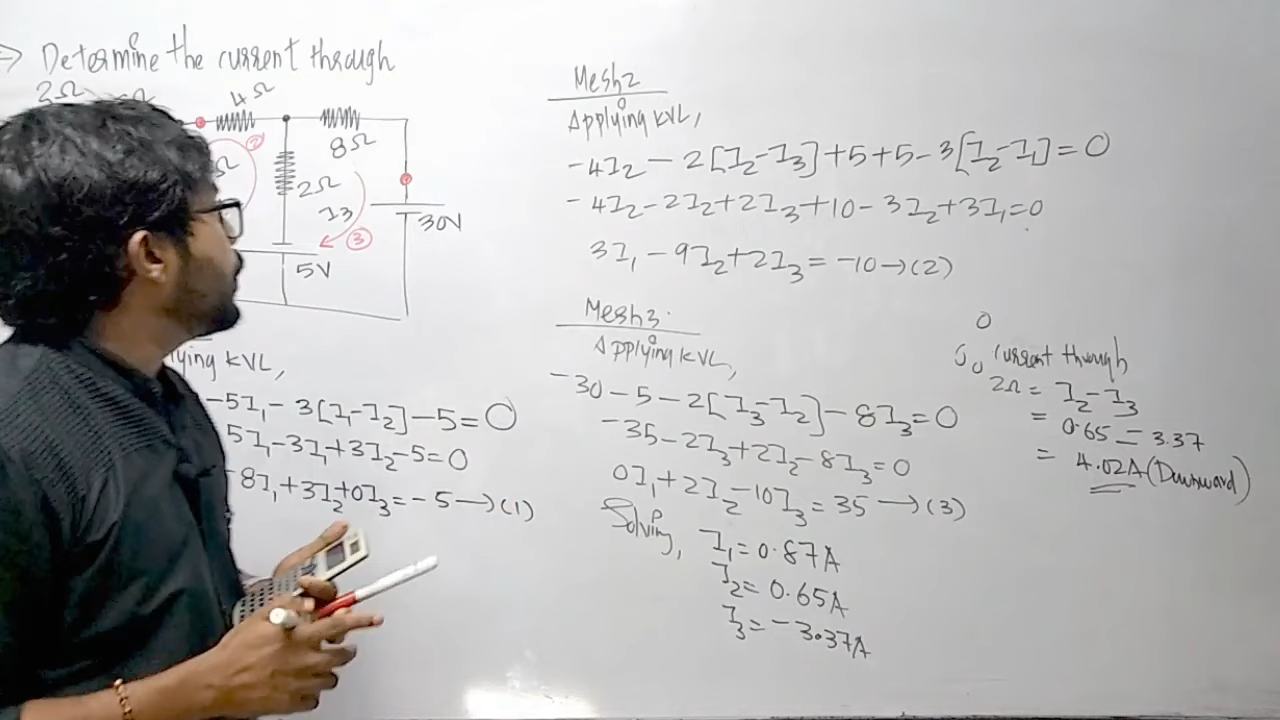 => Determine the current through
2Ω
4Ω
8Ω
Ω
②
2Ω
I3
③
30V
5V
lying KVL,
-5I₁-3[I₁-I₂]-5=0
5I₁-3I₁+3I₂-5=0
-8I₁+3I₂+0I₃=-5→(1)
Mesh2
Applying KVL,
-4I₂-2[I₂-I₃]+5+5-3[I₂-I₁]=0
-4I₂-2I₂+2I₃+10-3I₂+3I₁=0
3I₁-9I₂+2I₃=-10→(2)
Mesh3.
Applying KVL,
-30-5-2[I₃-I₂]-8I₃=0
-35-2I₃+2I₂-8I₃=0
0I₁+2I₂-10I₃=35→(3)
Solving, I₁=0.87A
I₂=0.65A
I₃=-3.37A
current through
2Ω=I₂-I₃
=0.65--3.37
=4.02A(Downward)